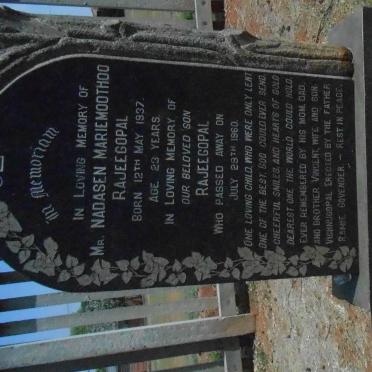 In Memoriam
IN LOVING MEMORY OF
MR. NADASEN MARIEMOOTHOO
RAJEEGOPAL
BORN 12TH MAY 1937.
AGE 23 YEARS.
IN LOVING MEMORY OF
OUR BELOVED SON
RAJEEGOPAL
WHO PASSED AWAY ON
JULY 29TH 1960.
ONE LOVING CHILD, WHO WERE ONLY LENT
ONE OF THE BEST, GOD COULD EVER SEND.
CHEERFUL SMILES, AND HEARTS OF GOLD
DEAREST ONE THE WORLD COULD HOLD.
EVER REMEMBERED BY HIS MOM, DAD,
AND BROTHER VINCENT, WIFE AND SON
VISHNUGOPAL ERECTED BY THE FATHER
GOVENDER - REST IN PEACE.